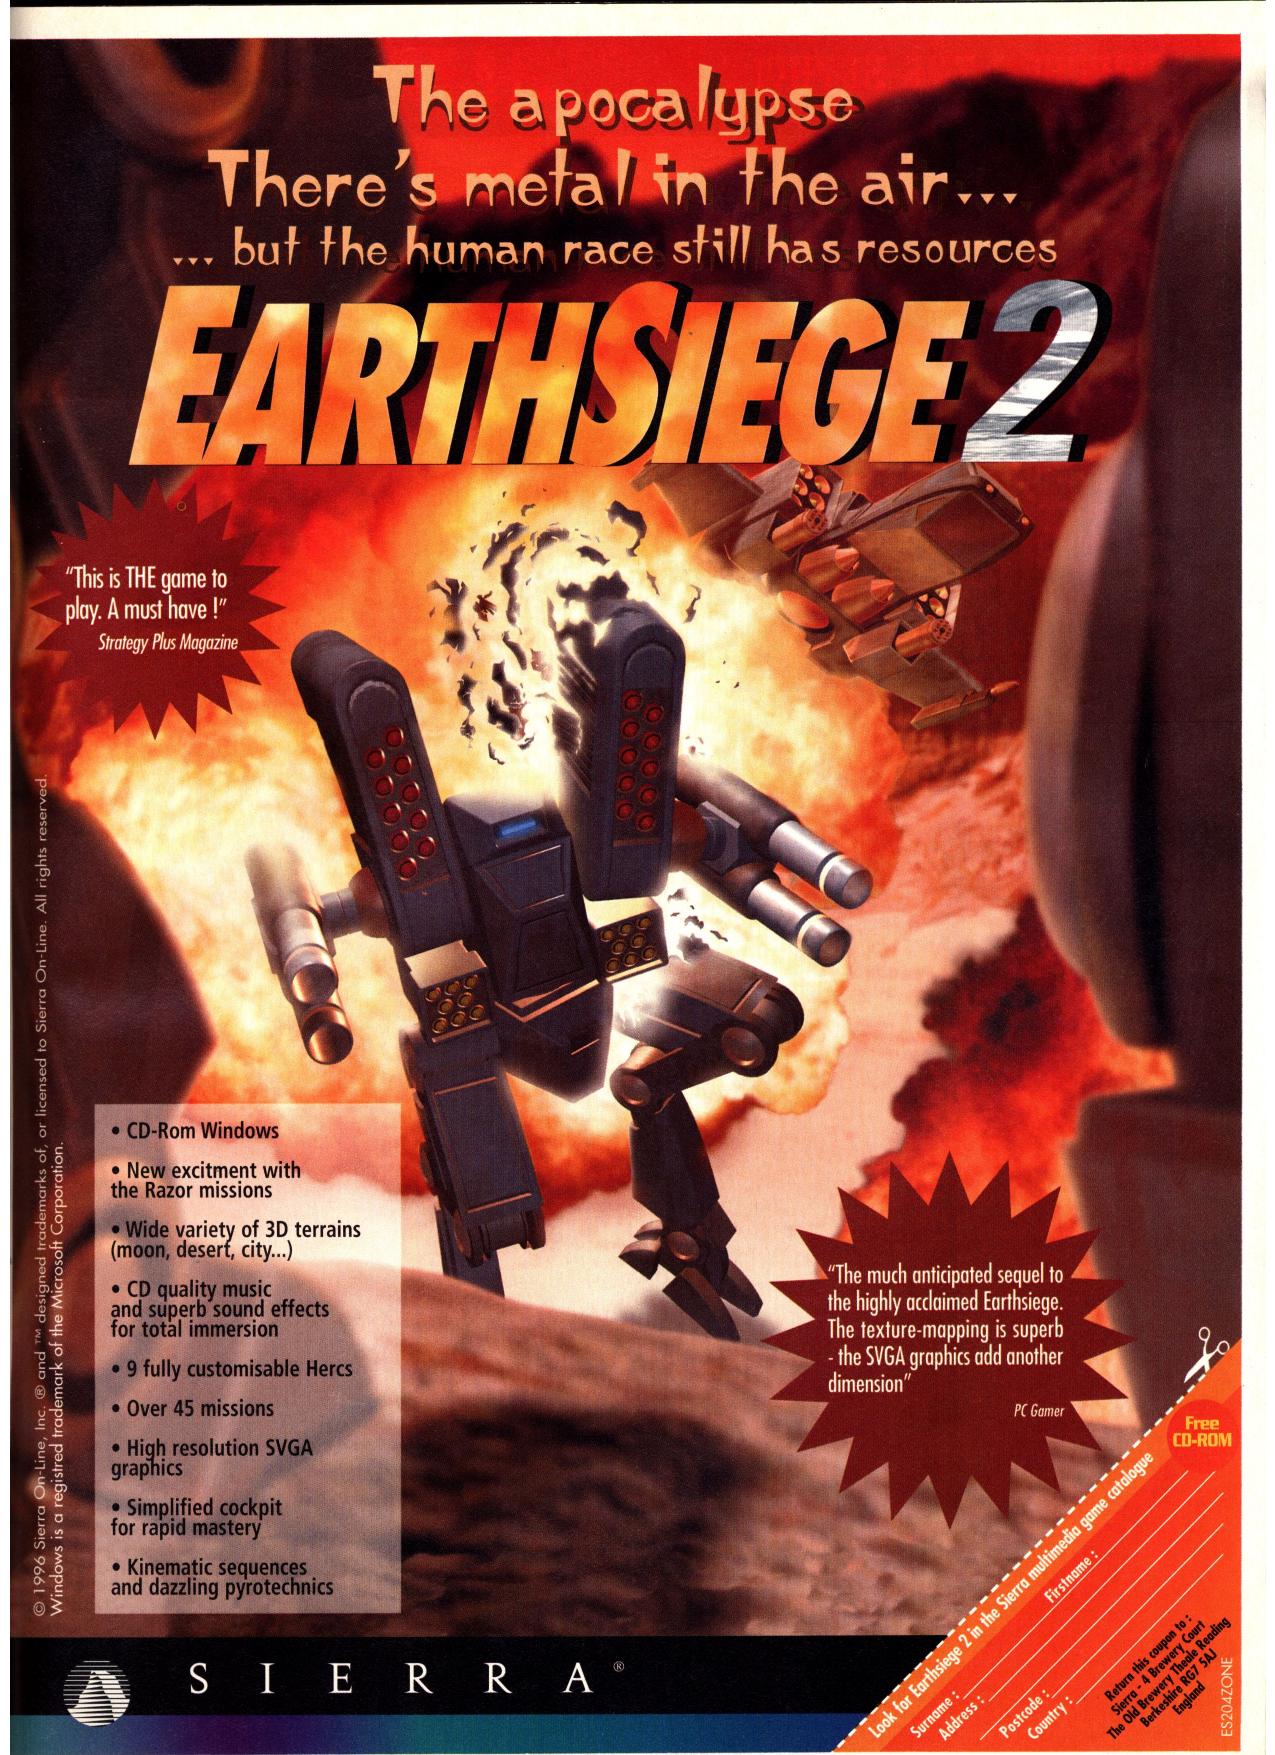 The apocalypse
There's metal in the air...
... but the human race still has resources
EARTHSIEGE 2
"This is THE game to
play. A must have !"
Strategy Plus Magazine
© 1996 Sierra On-Line, Inc. ® and ™ designed trademarks of, or licensed to Sierra On-Line. All rights reserved.
Windows is a registred trademark of the Microsoft Corporation.
• CD-Rom Windows
• New excitment with
the Razor missions
• Wide variety of 3D terrains
(moon, desert, city...)
• CD quality music
and superb sound effects
for total immersion
• 9 fully customisable Hercs
• Over 45 missions
• High resolution SVGA
graphics
• Simplified cockpit
for rapid mastery
• Kinematic sequences
and dazzling pyrotechnics
"The much anticipated sequel to
the highly acclaimed Earthsiege.
The texture-mapping is superb
- the SVGA graphics add another
dimension"
PC Gamer
Free
CD-ROM
Look for Earthsiege 2 in the Sierra multimedia game catalogue
Surname :
Firstname :
Address :
Postcode :
Country :
Return this coupon to :
Sierra - 4 Brewery Court
The Old Brewery Theale Reading
Berkeshire RG7 5AJ
England
ES204ZONE
SIERRA®